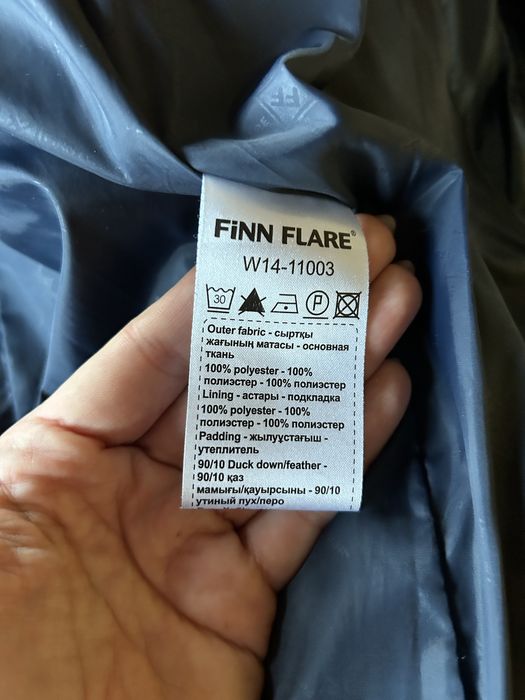 FF
FiNN FLARE®
W14-11003
30
P
Outer fabric - сыртқы
жағының матасы - основная
ткань
100% polyester - 100%
полиэстер - 100% полиэстер
Lining - астары - подкладка
100% polyester - 100%
полиэстер - 100% полиэстер
Padding - жылуұстағыш -
утеплитель
90/10 Duck down/feather -
90/10 қаз
мамығы/қауырсыны - 90/10
утиный пух/перо